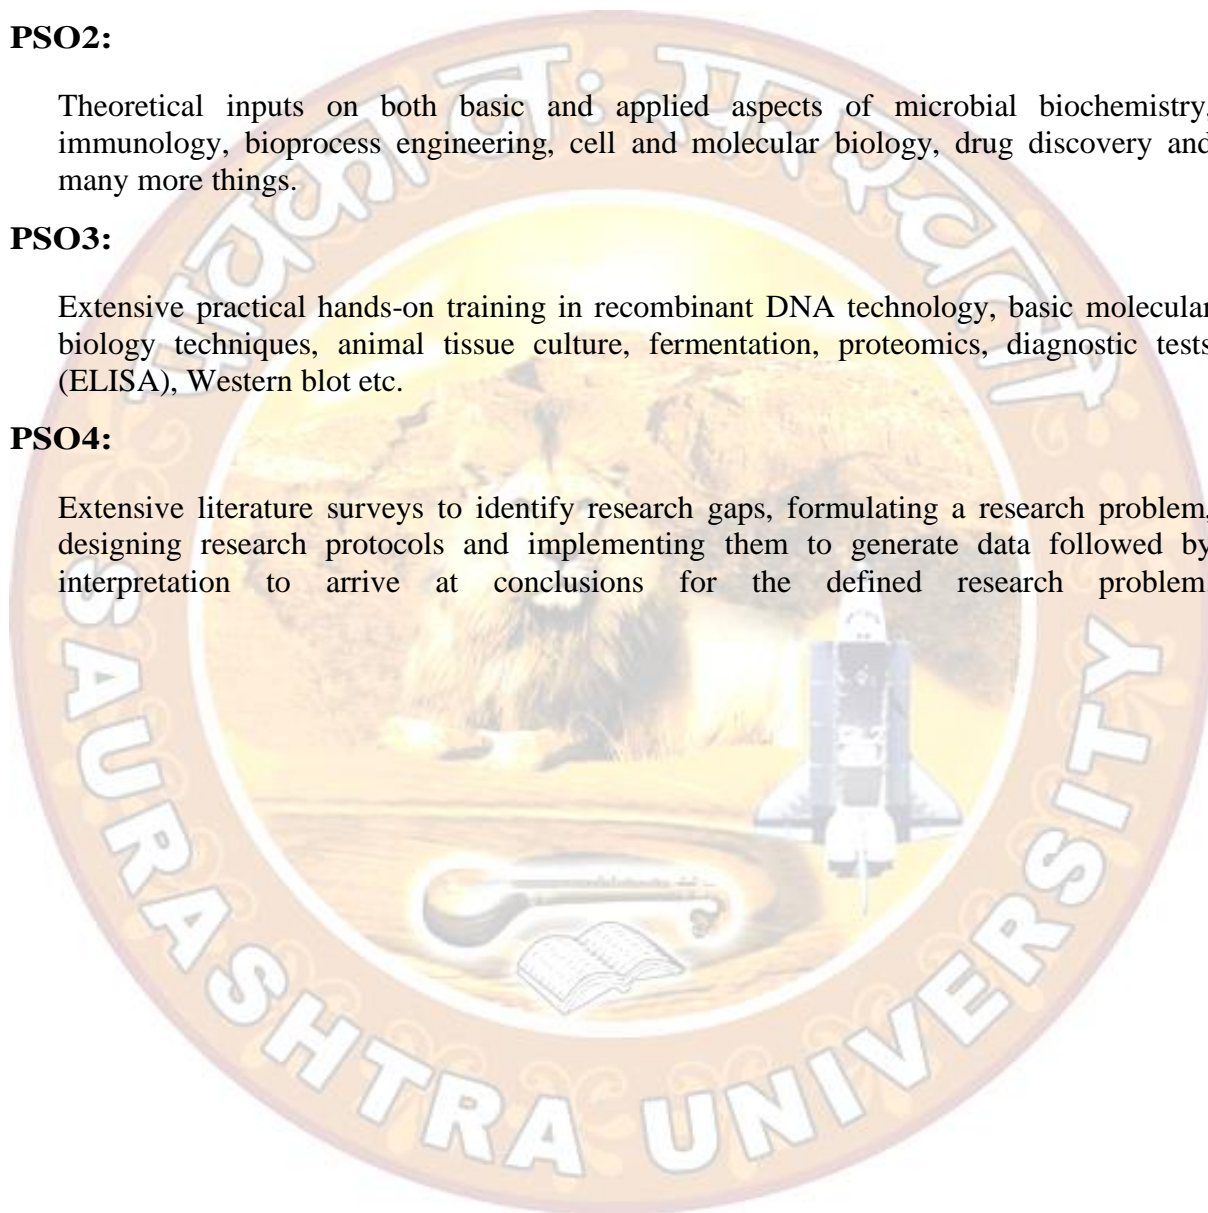 PSO2:
Theoretical inputs on both basic and applied aspects of microbial biochemistry,
immunology, bioprocess engineering, cell and molecular biology, drug discovery and
many more things.
PSO3:
Extensive practical hands-on training in recombinant DNA technology, basic molecular
biology techniques, animal tissue culture, fermentation, proteomics, diagnostic tests
(ELISA), Western blot etc.
PSO4:
Extensive literature surveys to identify research gaps, formulating a research problem,
designing research protocols and implementing them to generate data followed by
interpretation to arrive at conclusions for the defined research problem.
SAURASHTRA UNIVERSITY